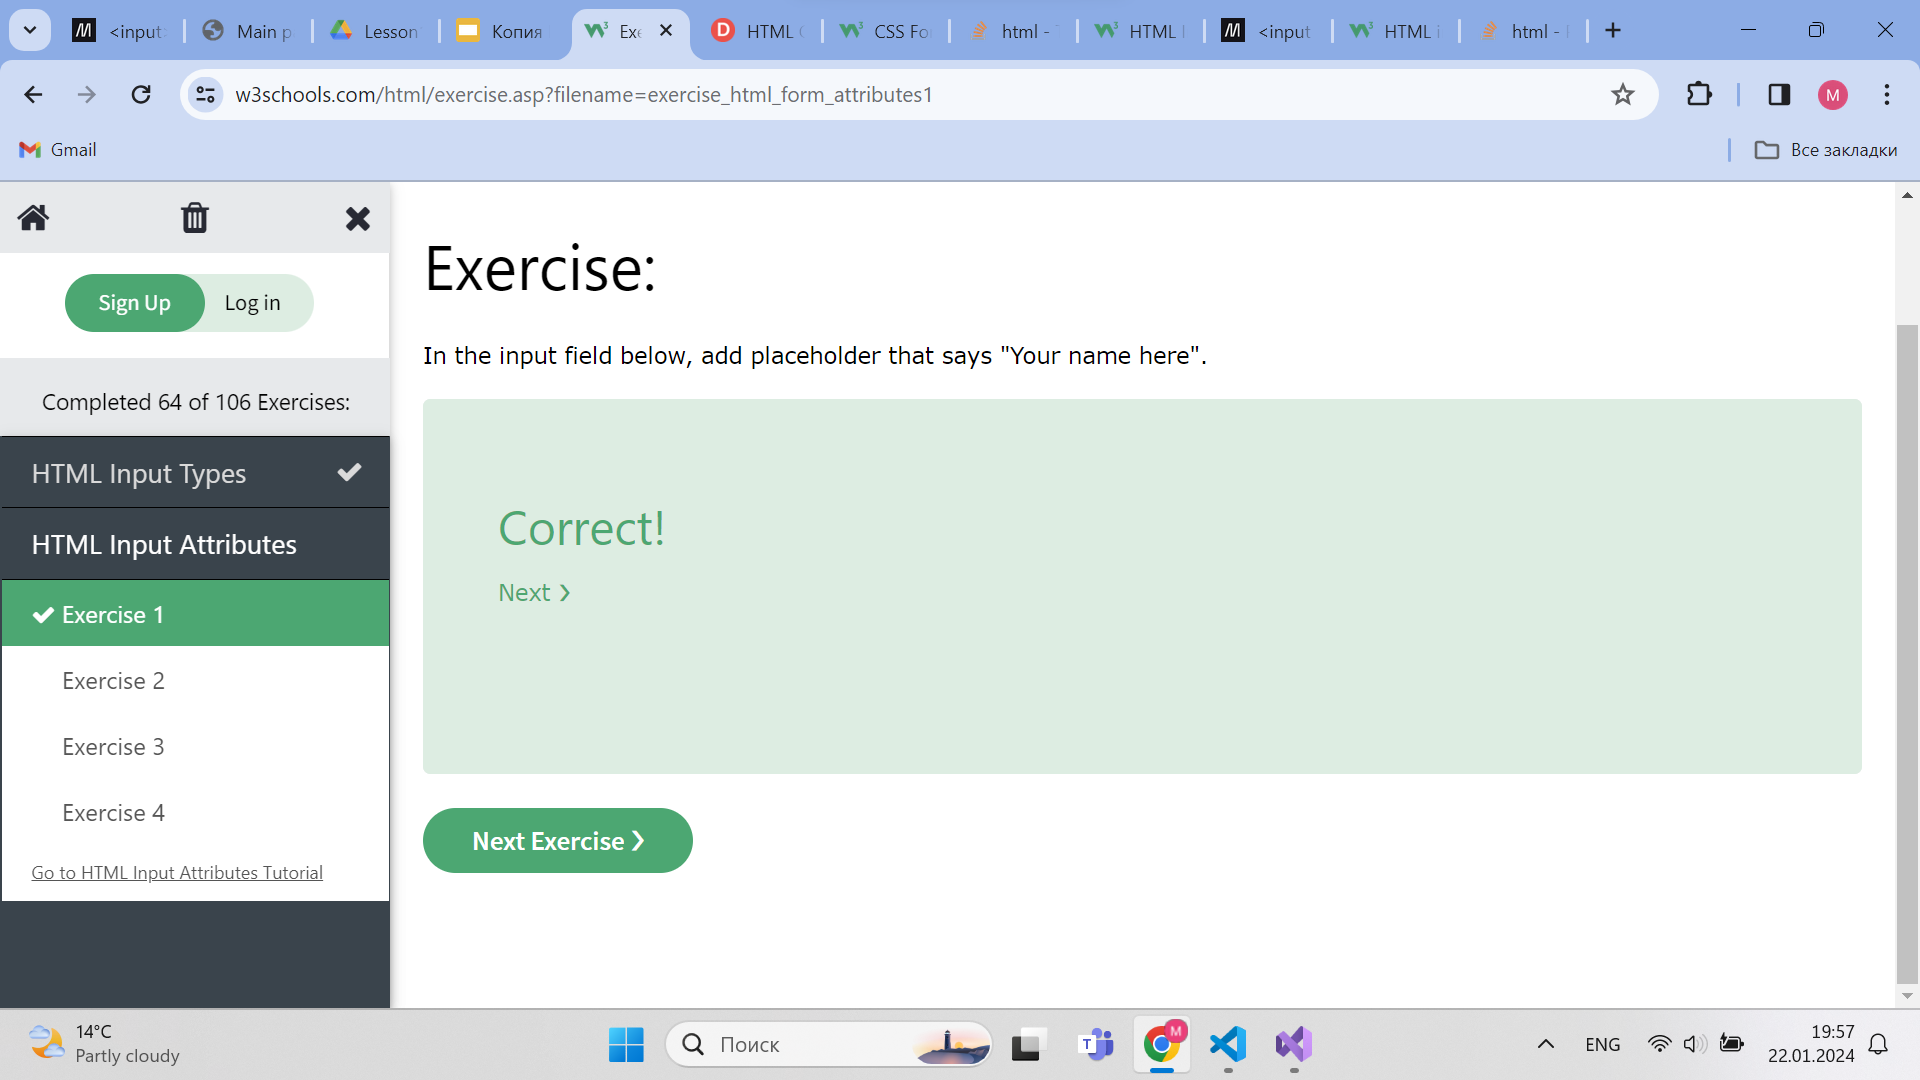 <input
Main p
Lesson
Копия
Exe
HTML
CSS Fo
html -
HTML
<input
HTML i
html -
w3schools.com/html/exercise.asp?filename=exercise_html_form_attributes1
M
Gmail
Все закладки
Sign Up
Log in
Completed 64 of 106 Exercises:
HTML Input Types
HTML Input Attributes
Exercise 1
Exercise 2
Exercise 3
Exercise 4
Go to HTML Input Attributes Tutorial
Exercise:
In the input field below, add placeholder that says "Your name here".
Correct!
Next ❯
Next Exercise ❯
14°C
Partly cloudy
Поиск
ENG
19:57
22.01.2024